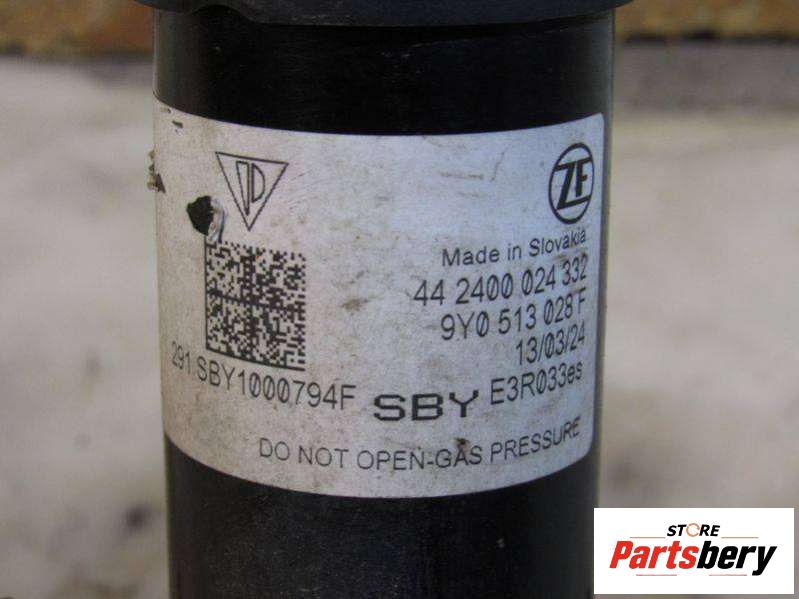 ZF
Made in Slovakia
44 2400 024 332
9Y0 513 028 F
13/03/24
291 SBY1000794F SBY E3R033es
DO NOT OPEN-GAS PRESSURE
STORE
Partsbery